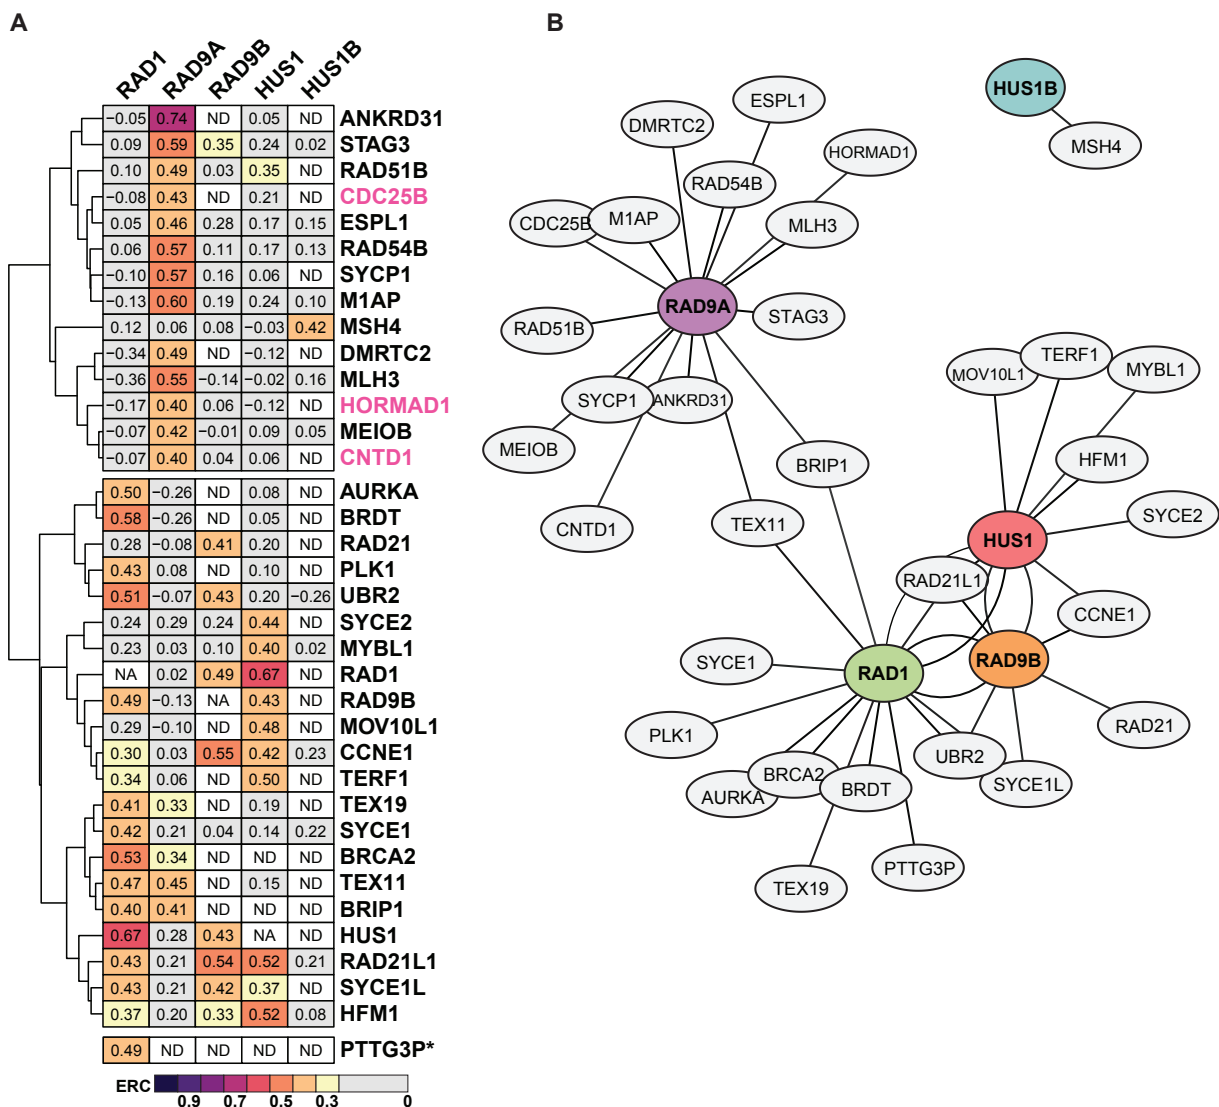 A
B
RAD1 RAD9A RAD9B HUS1 HUS1B
−0.05 0.74 ND 0.05 ND ANKRD31
0.09 0.59 0.35 0.24 0.02 STAG3
0.10 0.49 0.03 0.35 ND RAD51B
−0.08 0.43 ND 0.21 ND CDC25B
0.05 0.46 0.28 0.17 0.15 ESPL1
0.06 0.57 0.11 0.17 0.13 RAD54B
−0.10 0.57 0.16 0.06 ND SYCP1
−0.13 0.60 0.19 0.24 0.10 M1AP
0.12 0.06 0.08 −0.03 0.42 MSH4
−0.34 0.49 ND −0.12 ND DMRTC2
−0.36 0.55 −0.14 −0.02 0.16 MLH3
−0.17 0.40 0.06 −0.12 ND HORMAD1
−0.07 0.42 −0.01 0.09 0.05 MEIOB
−0.07 0.40 0.04 0.06 ND CNTD1
0.50 −0.26 ND 0.08 ND AURKA
0.58 −0.26 ND 0.05 ND BRDT
0.28 −0.08 0.41 0.20 ND RAD21
0.43 0.08 ND 0.10 ND PLK1
0.51 −0.07 0.43 0.20 −0.26 UBR2
0.24 0.29 0.24 0.44 ND SYCE2
0.23 0.03 0.10 0.40 0.02 MYBL1
NA 0.02 0.49 0.67 ND RAD1
0.49 −0.13 NA 0.43 ND RAD9B
0.29 −0.10 ND 0.48 ND MOV10L1
0.30 0.03 0.55 0.42 0.23 CCNE1
0.34 0.06 ND 0.50 ND TERF1
0.41 0.33 ND 0.19 ND TEX19
0.42 0.21 0.04 0.14 0.22 SYCE1
0.53 0.34 ND ND ND BRCA2
0.47 0.45 ND 0.15 ND TEX11
0.40 0.41 ND ND ND BRIP1
0.67 0.28 0.43 NA ND HUS1
0.43 0.21 0.54 0.52 0.21 RAD21L1
0.43 0.21 0.42 0.37 ND SYCE1L
0.37 0.20 0.33 0.52 0.08 HFM1
0.49 ND ND ND ND PTTG3P*
ERC
0.9 0.7 0.5 0.3 0
HUS1B
MSH4
ESPL1
DMRTC2
HORMAD1
RAD54B
CDC25B
M1AP
MLH3
RAD9A
STAG3
RAD51B
SYCP1
ANKRD31
MEIOB
BRIP1
CNTD1
TEX11
MOV10L1
TERF1
MYBL1
HFM1
SYCE2
HUS1
RAD21L1
CCNE1
SYCE1
RAD1
RAD9B
PLK1
RAD21
UBR2
SYCE1L
AURKA
BRCA2
BRDT
PTTG3P
TEX19